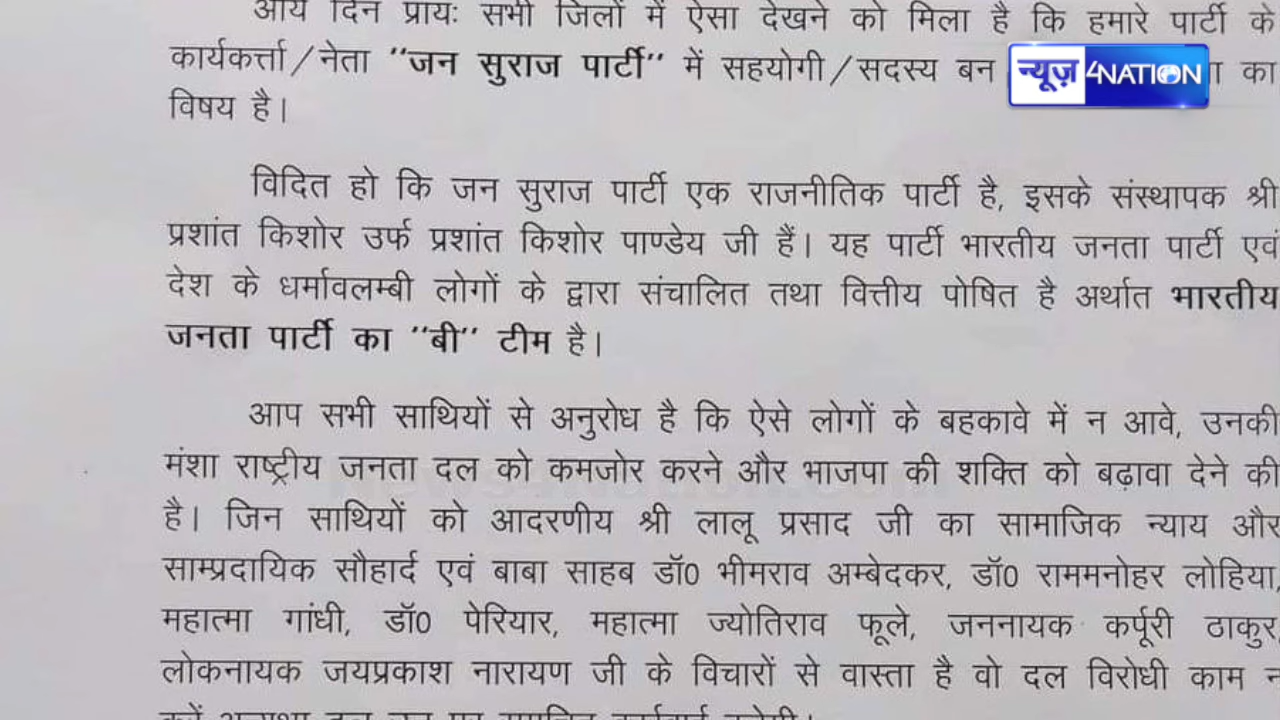 आये दिन प्रायः सभी जिलों में ऐसा देखने को मिला है कि हमारे पार्टी के
कार्यकर्त्ता/नेता ''जन सुराज पार्टी'' में सहयोगी/सदस्य बन का
न्यूज़ 4NATION
विषय है।
विदित हो कि जन सुराज पार्टी एक राजनीतिक पार्टी है, इसके संस्थापक श्री
प्रशांत किशोर उर्फ प्रशांत किशोर पाण्डेय जी हैं। यह पार्टी भारतीय जनता पार्टी एवं
देश के धर्मावलम्बी लोगों के द्वारा संचालित तथा वित्तीय पोषित है अर्थात भारतीय
जनता पार्टी का ''बी'' टीम है।
आप सभी साथियों से अनुरोध है कि ऐसे लोगों के बहकावे में न आवे, उनकी
मंशा राष्ट्रीय जनता दल को कमजोर करने और भाजपा की शक्ति को बढ़ावा देने की
है। जिन साथियों को आदरणीय श्री लालू प्रसाद जी का सामाजिक न्याय और
साम्प्रदायिक सौहार्द एवं बाबा साहब डॉ0 भीमराव अम्बेदकर, डॉ0 राममनोहर लोहिया,
महात्मा गांधी, डॉ0 पेरियार, महात्मा ज्योतिराव फूले, जननायक कर्पूरी ठाकुर,
लोकनायक जयप्रकाश नारायण जी के विचारों से वास्ता है वो दल विरोधी काम न